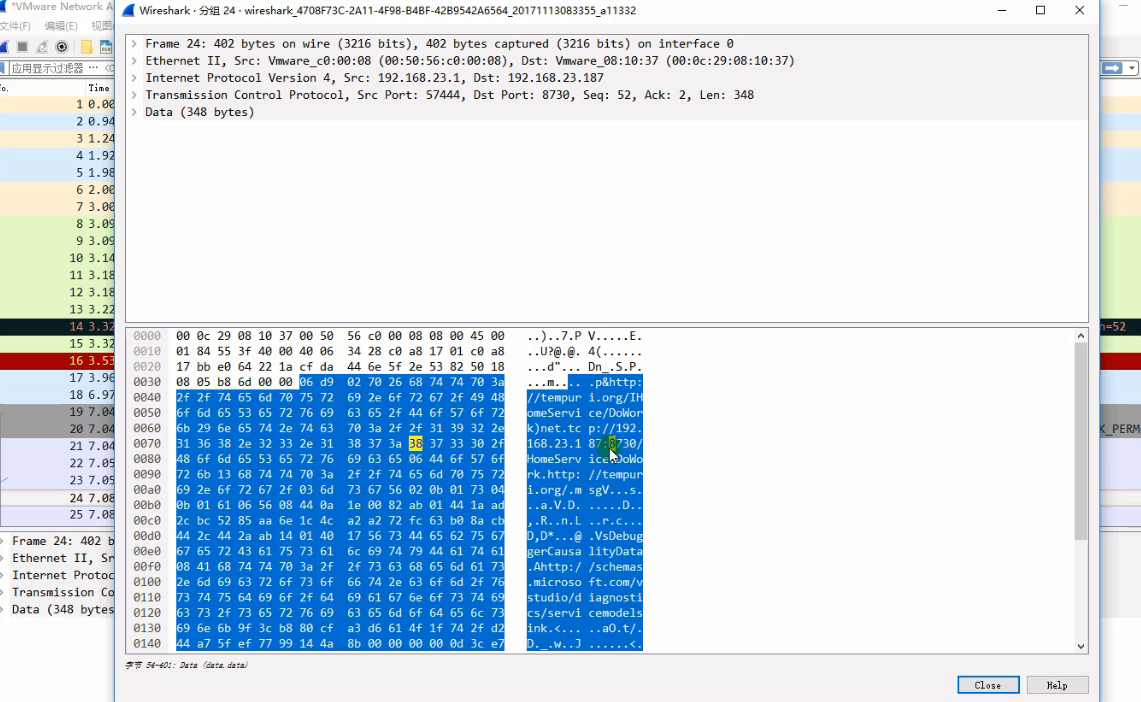 *VMware Network A
Wireshark · 分组 24 · wireshark_4708F73C-2A11-4F98-B4BF-42B9542A6564_20171113083355_a11332
文件(F) 编辑(E) 视图
应用显示过滤器 …
Time
1 0.00
2 0.94
3 1.24
4 1.92
5 1.98
6 2.00
7 3.00
8 3.09
9 3.09
10 3.14
11 3.18
12 3.18
13 3.22
14 3.32
15 3.32
16 3.53
17 3.96
18 6.97
19 7.04
20 7.04
21 7.04
22 7.05
23 7.05
24 7.08
25 7.08
n=52
K_PERM
Frame 24: 402 b
Ethernet II, Sr
Internet Protoc
Transmission Co
Data (348 bytes
Frame 24: 402 bytes on wire (3216 bits), 402 bytes captured (3216 bits) on interface 0
Ethernet II, Src: Vmware_c0:00:08 (00:50:56:c0:00:08), Dst: Vmware_08:10:37 (00:0c:29:08:10:37)
Internet Protocol Version 4, Src: 192.168.23.1, Dst: 192.168.23.187
Transmission Control Protocol, Src Port: 57444, Dst Port: 8730, Seq: 52, Ack: 2, Len: 348
Data (348 bytes)
0000 00 0c 29 08 10 37 00 50 56 c0 00 08 08 00 45 00 ..)..7.P V.....E.
0010 01 84 55 3f 40 00 40 06 34 28 c0 a8 17 01 c0 a8 ..U?@.@. 4(......
0020 17 bb e0 64 22 1a cf da 44 6e 5f 2e 53 82 50 18 ...d"... Dn_.S.P.
0030 08 05 b8 6d 00 00 06 d9 02 70 26 68 74 74 70 3a ...m.... .p&http:
0040 2f 2f 74 65 6d 70 75 72 69 2e 6f 72 67 2f 49 48 //tempur i.org/IH
0050 6f 6d 65 53 65 72 76 69 63 65 2f 44 6f 57 6f 72 omeServi ce/DoWor
0060 6b 29 6e 65 74 2e 74 63 70 3a 2f 2f 31 39 32 2e k)net.tc p://192.
0070 31 36 38 2e 32 33 2e 31 38 37 3a 38 37 33 30 2f 168.23.1 87:8730/
0080 48 6f 6d 65 53 65 72 76 69 63 65 06 44 6f 57 6f HomeServ ice.DoWo
0090 72 6b 13 68 74 74 70 3a 2f 2f 74 65 6d 70 75 72 rk.http: //tempur
00a0 69 2e 6f 72 67 2f 03 6d 73 67 56 02 0b 01 73 04 i.org/.m sgV...s.
00b0 0b 01 61 06 56 08 44 0a 1e 00 82 ab 01 44 1a ad ..a.V.D. .....D..
00c0 2c bc 52 85 aa 6e 1c 4c a2 a2 72 fc 63 b0 8a cb ,.R..n.L ..r.c...
00d0 44 2c 44 2a ab 14 01 40 17 56 73 44 65 62 75 67 D,D*...@ .VsDebug
00e0 67 65 72 43 61 75 73 61 6c 69 74 79 44 61 74 61 gerCausa lityData
00f0 08 41 68 74 74 70 3a 2f 2f 73 63 68 65 6d 61 73 .Ahttp:/ /schemas
0100 2e 6d 69 63 72 6f 73 6f 66 74 2e 63 6f 6d 2f 76 .microso ft.com/v
0110 73 74 75 64 69 6f 2f 64 69 61 67 6e 6f 73 74 69 studio/d iagnosti
0120 63 73 2f 73 65 72 76 69 63 65 6d 6f 64 65 6c 73 cs/servi cemodels
0130 69 6e 6b 9f 3c b8 80 cf a3 d6 61 4f 1f 74 2f d2 ink.<... ..aO.t/.
0140 44 a7 5f ef 77 99 14 4a 8b 00 00 00 00 0d 3c e7 D._.w..J ......<.
字节 54-401: Data (data.data)
Close Help